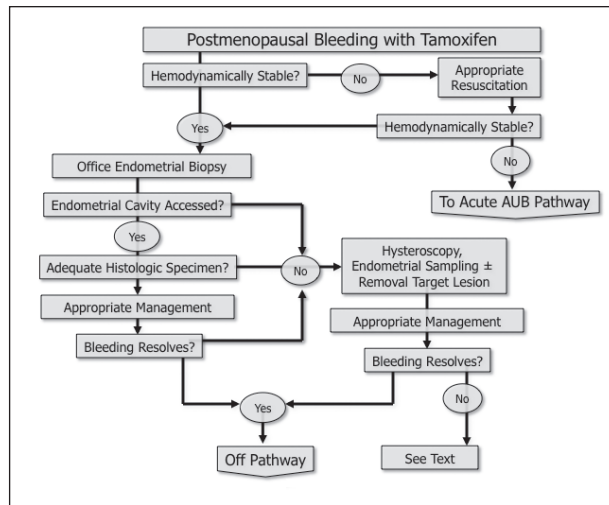 Postmenopausal Bleeding with Tamoxifen
Hemodynamically Stable?
No
Appropriate
Resuscitation
Yes
Hemodynamically Stable?
No
Office Endometrial Biopsy
To Acute AUB Pathway
Endometrial Cavity Accessed?
Yes
Adequate Histologic Specimen?
No
Hysteroscopy,
Endometrial Sampling ±
Removal Target Lesion
Appropriate Management
Appropriate Management
Bleeding Resolves?
Bleeding Resolves?
Yes
No
Off Pathway
See Text